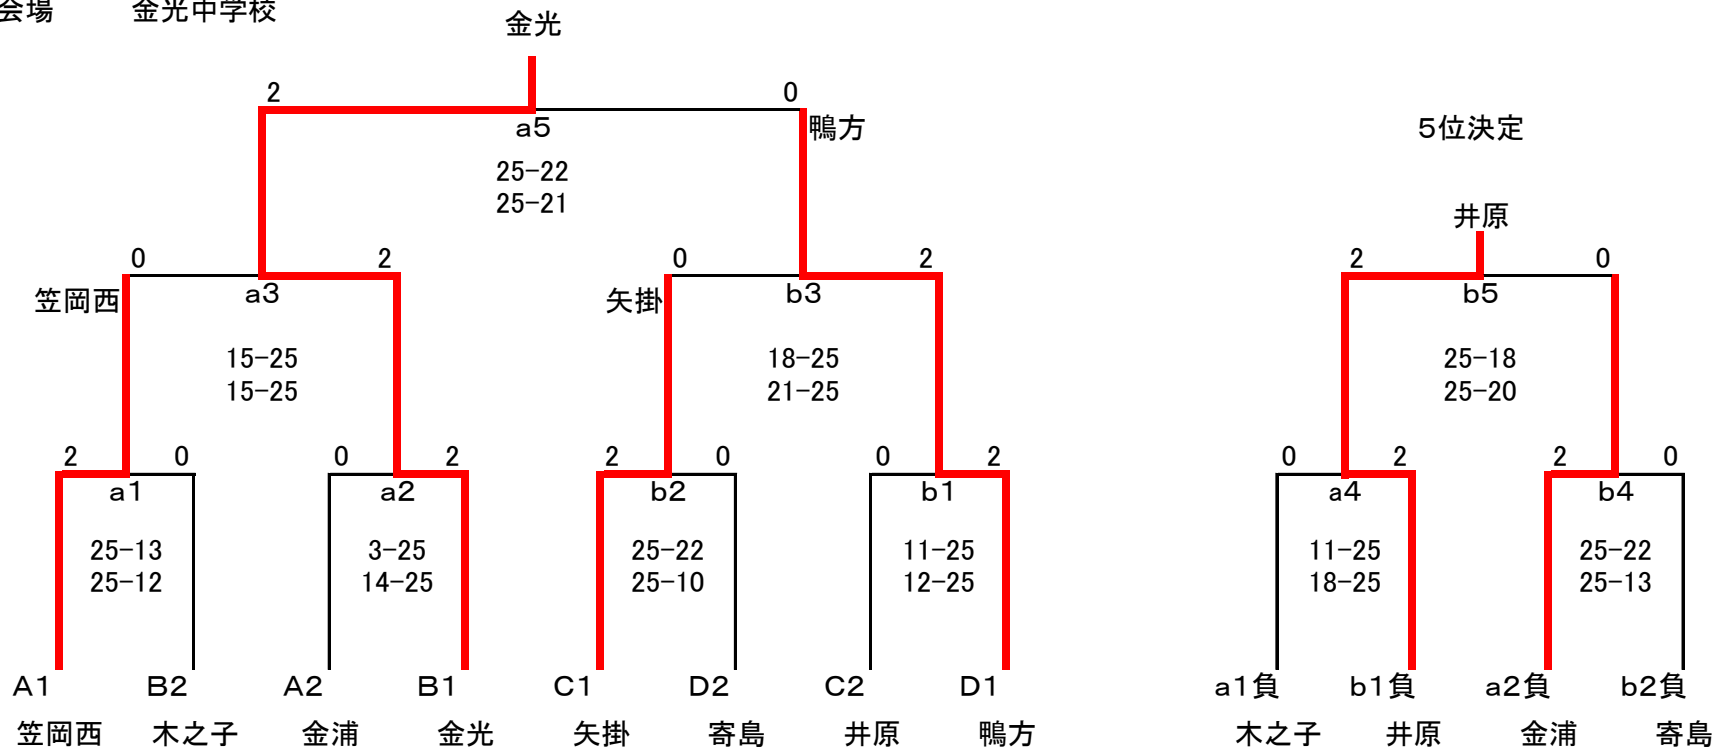 会場 金光中学校
金光
2 0
a5 鴨方 5位決定
25-22
25-21
井原
0 2 0 2 2 0
笠岡西 a3 矢掛 b3 b5
15-25 18-25 25-18
15-25 21-25 25-20
2 0 0 2 2 0 0 2 0 2 2 0
a1 a2 b2 b1 a4 b4
25-13 3-25 25-22 11-25 11-25 25-22
25-12 14-25 25-10 12-25 18-25 25-13
A1 B2 A2 B1 C1 D2 C2 D1 a1負 b1負 a2負 b2負
笠岡西 木之子 金浦 金光 矢掛 寄島 井原 鴨方 木之子 井原 金浦 寄島